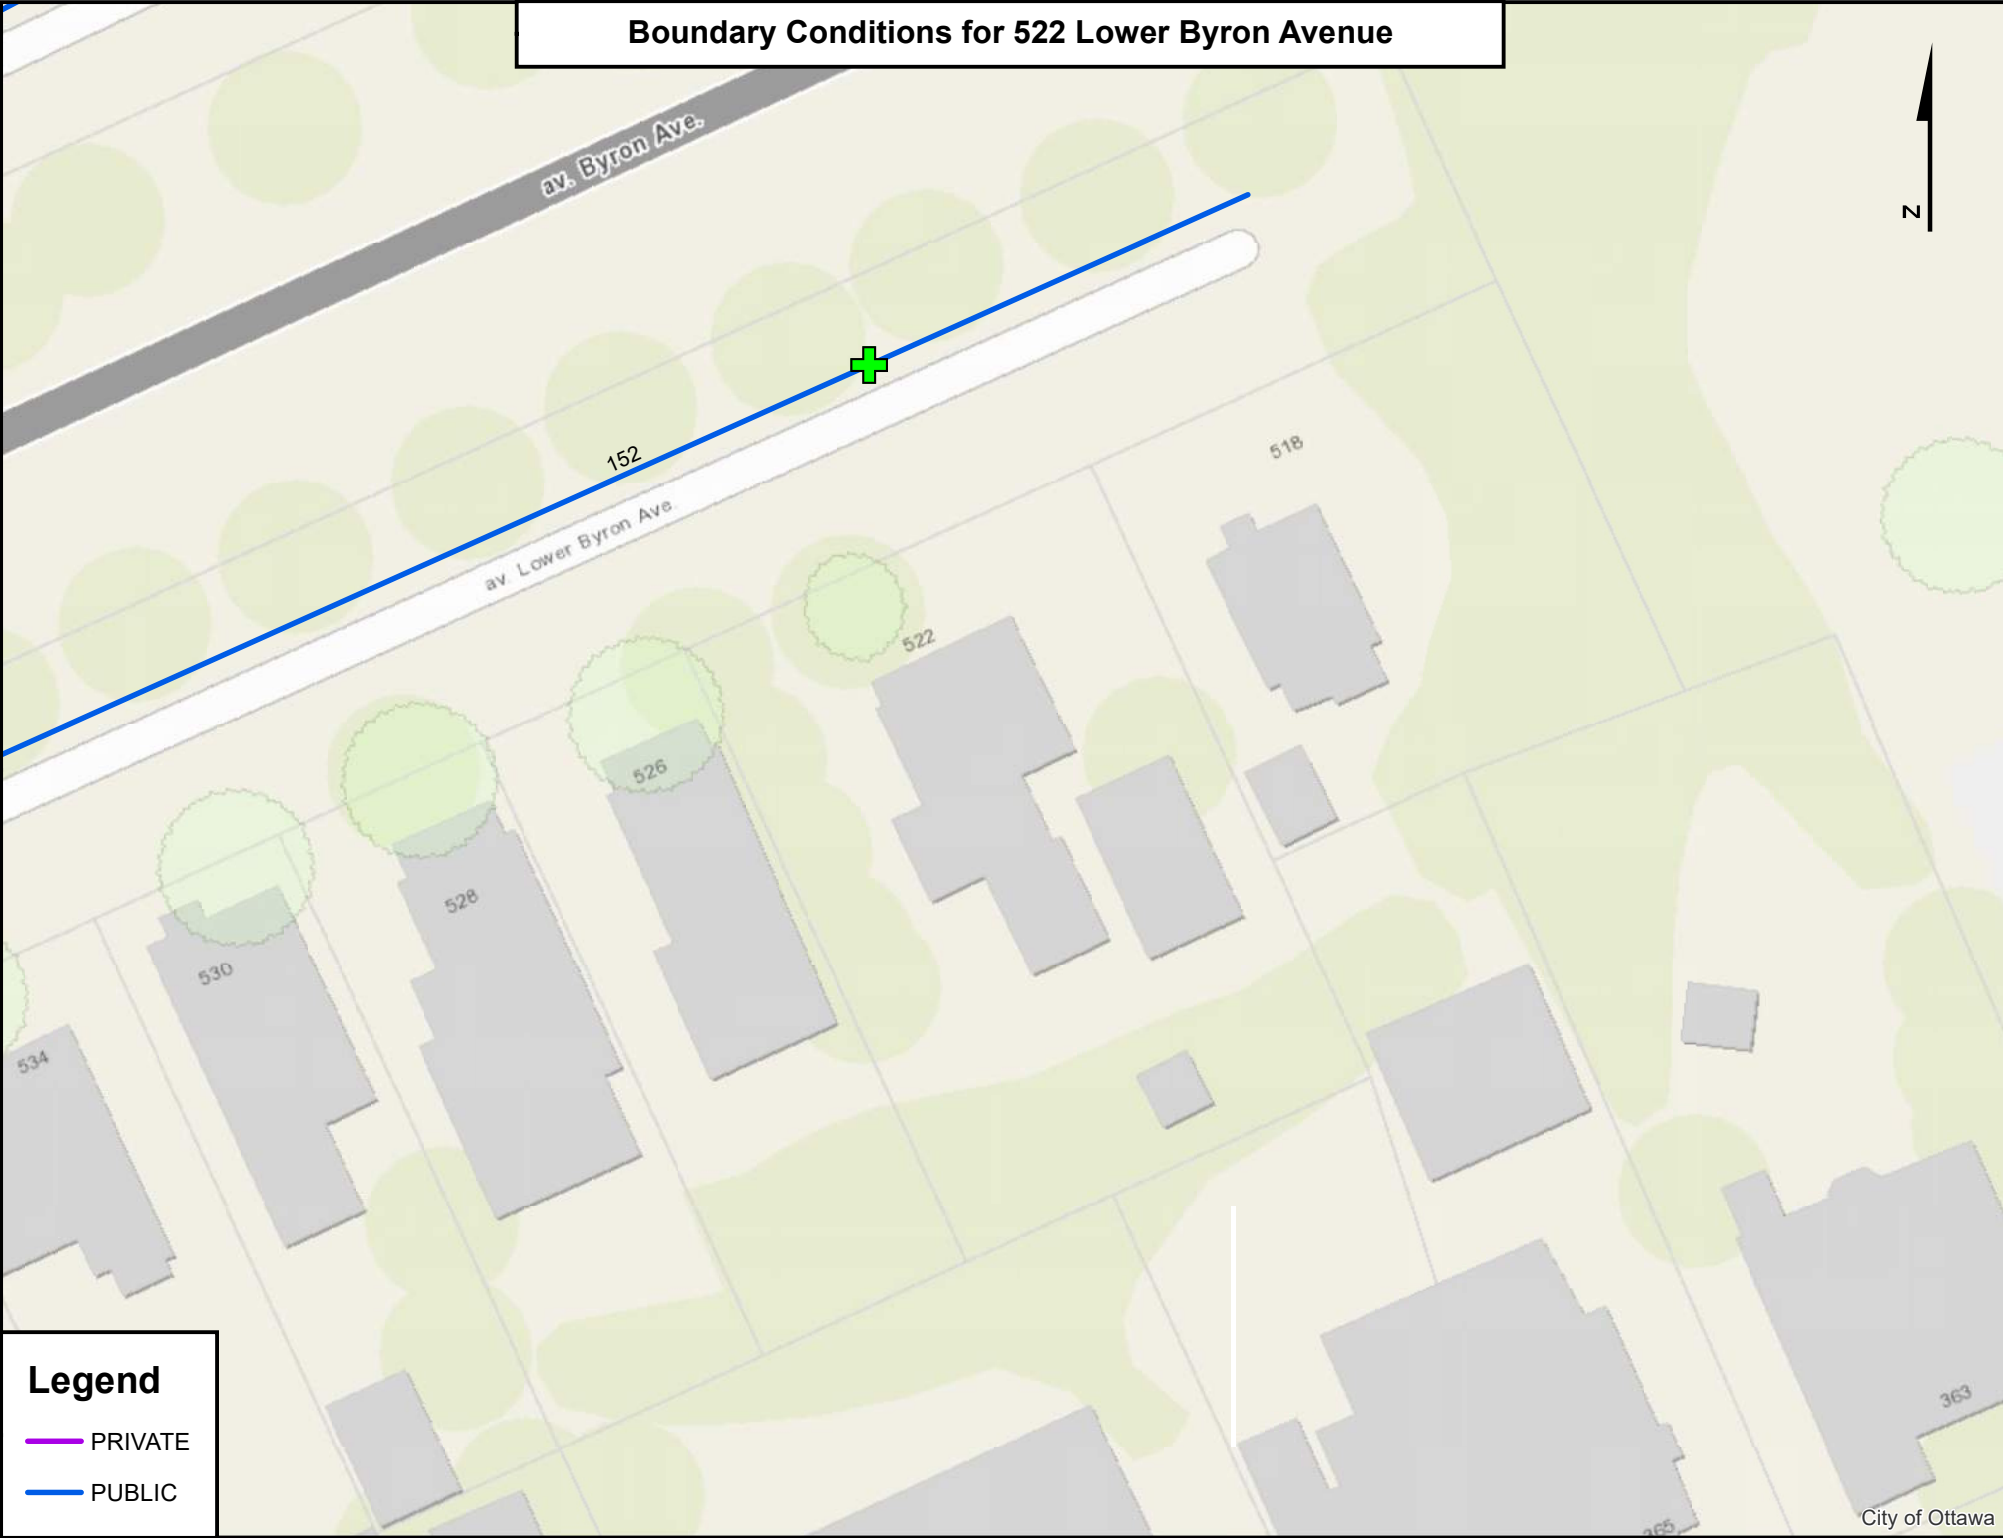 Boundary Conditions for 522 Lower Byron Avenue
av. Byron Ave.
N
152
av. Lower Byron Ave.
518
522
526
528
530
534
363
365
Legend
PRIVATE
PUBLIC
City of Ottawa